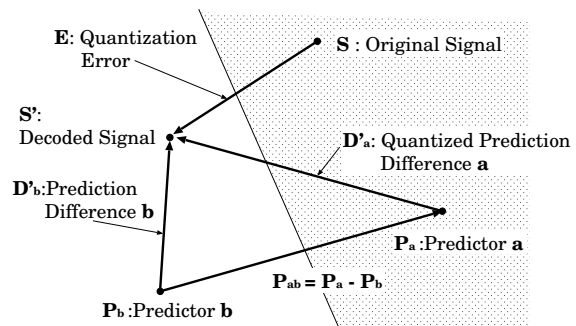 E: Quantization
Error
S : Original Signal
S':
Decoded Signal
D'a: Quantized Prediction
Difference a
D'b:Prediction
Difference b
Pa :Predictor a
Pab = Pa - Pb
Pb :Predictor b